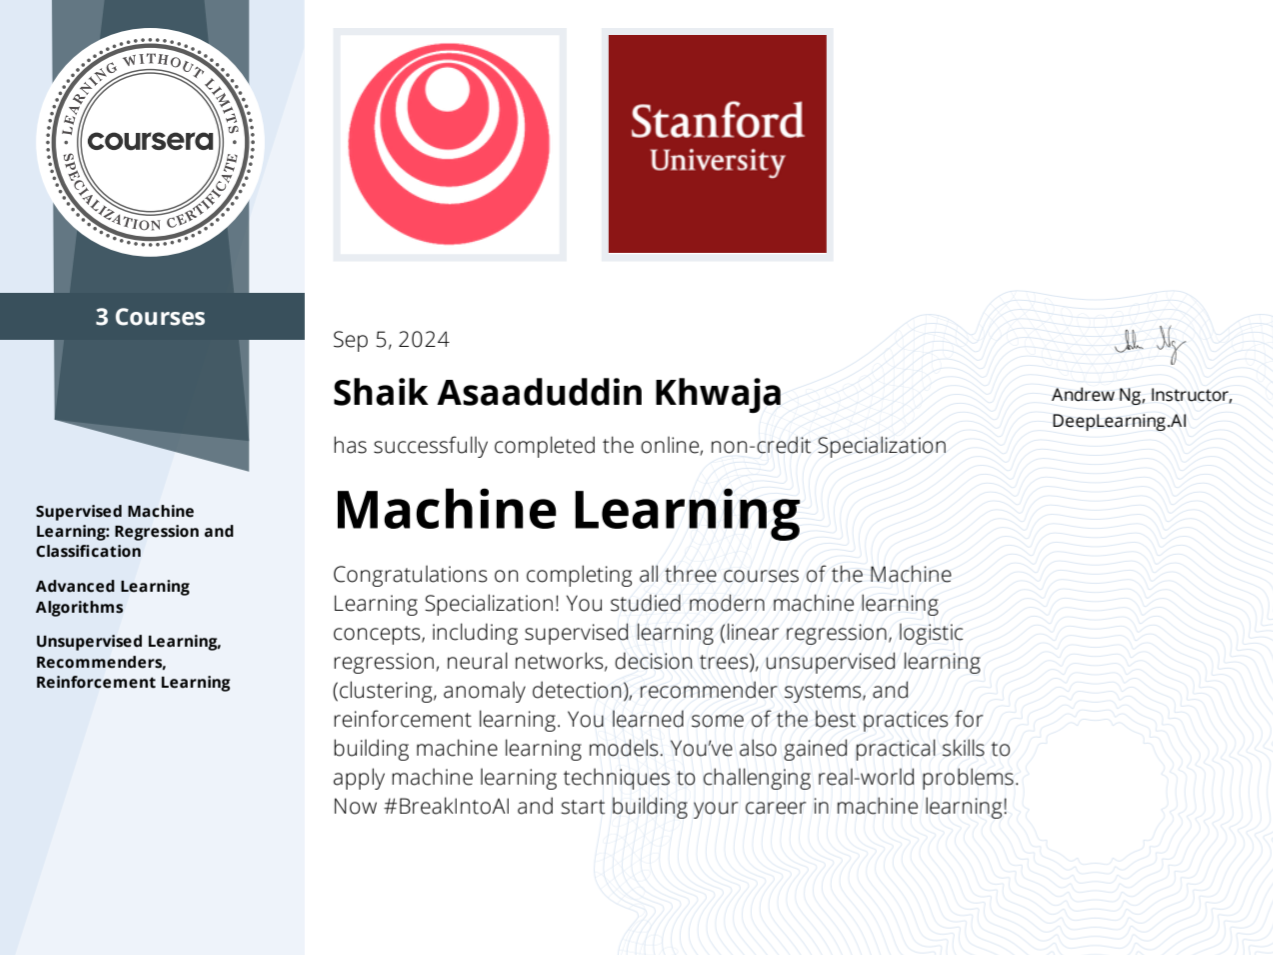 LEARNING WITHOUT LIMITS
coursera
SPECIALIZATION CERTIFICATE
3 Courses
Supervised Machine
Learning: Regression and
Classification
Advanced Learning
Algorithms
Unsupervised Learning,
Recommenders,
Reinforcement Learning
Stanford
University
Sep 5, 2024
Shaik Asaaduddin Khwaja
has successfully completed the online, non-credit Specialization
Machine Learning
Congratulations on completing all three courses of the Machine
Learning Specialization! You studied modern machine learning
concepts, including supervised learning (linear regression, logistic
regression, neural networks, decision trees), unsupervised learning
(clustering, anomaly detection), recommender systems, and
reinforcement learning. You learned some of the best practices for
building machine learning models. You've also gained practical skills to
apply machine learning techniques to challenging real-world problems.
Now #BreakIntoAI and start building your career in machine learning!
Andrew Ng, Instructor,
DeepLearning.AI